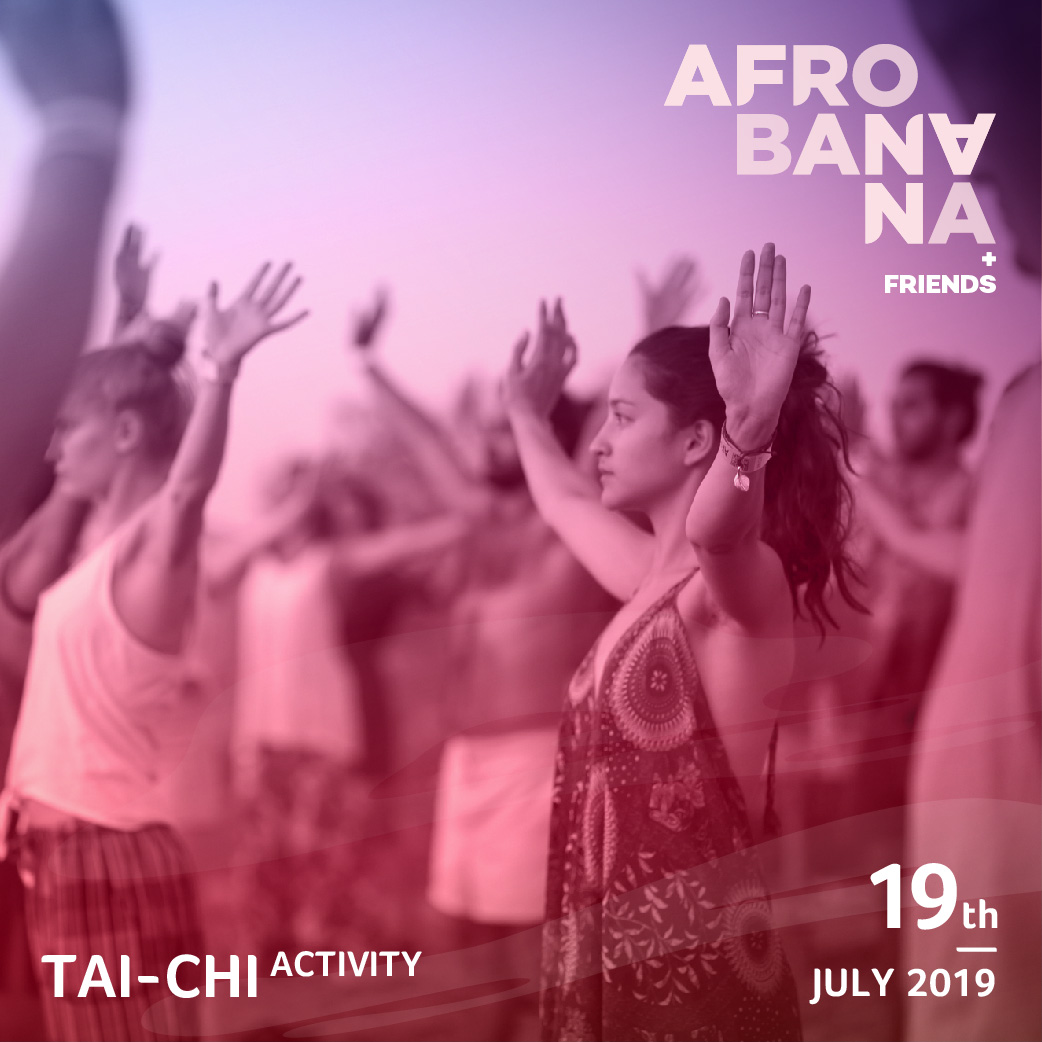 AFRO
BANA
NA
+
FRIENDS
19th
JULY 2019
TAI-CHI ACTIVITY